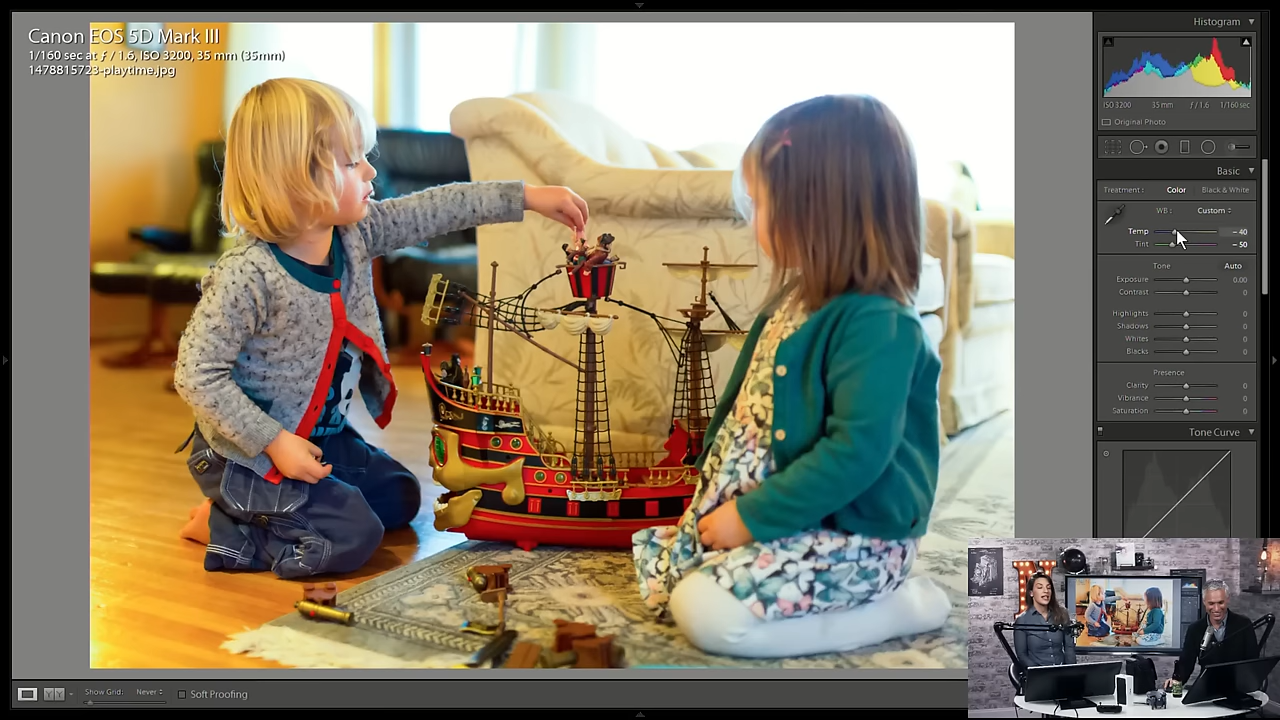 Canon EOS 5D Mark III
1/160 sec at ƒ / 1.6, ISO 3200, 35 mm (35mm)
1478815723-playtime.jpg
Histogram
ISO 3200 35 mm ƒ / 1.6 1/160 sec
Original Photo
Basic
Treatment : Color Black & White
WB : Custom
Temp – 40
Tint – 50
Tone Auto
Exposure 0.00
Contrast 0
Highlights 0
Shadows 0
Whites 0
Blacks 0
Presence
Clarity 0
Vibrance 0
Saturation 0
Tone Curve
Show Grid: Never
Soft Proofing